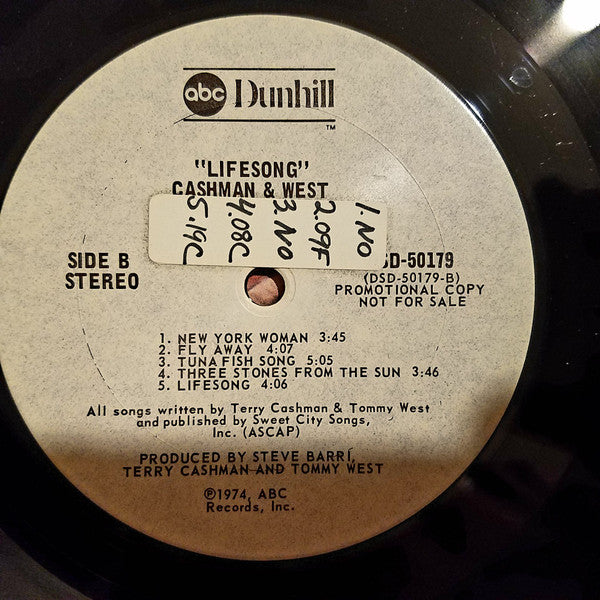 abc Dunhill
TM
"LIFESONG"
CASHMAN & WEST
1. NO
2. 09F
3. NO
4. 08C
5. 19C
SIDE B
STEREO
SD-50179
(DSD-50179-B)
PROMOTIONAL COPY
NOT FOR SALE
1. NEW YORK WOMAN 3:45
2. FLY AWAY 4:07
3. TUNA FISH SONG 5:05
4. THREE STONES FROM THE SUN 3:46
5. LIFESONG 4:06
All songs written by Terry Cashman & Tommy West
and published by Sweet City Songs,
Inc. (ASCAP)
PRODUCED BY STEVE BARRI,
TERRY CASHMAN AND TOMMY WEST
℗1974, ABC
Records, Inc.